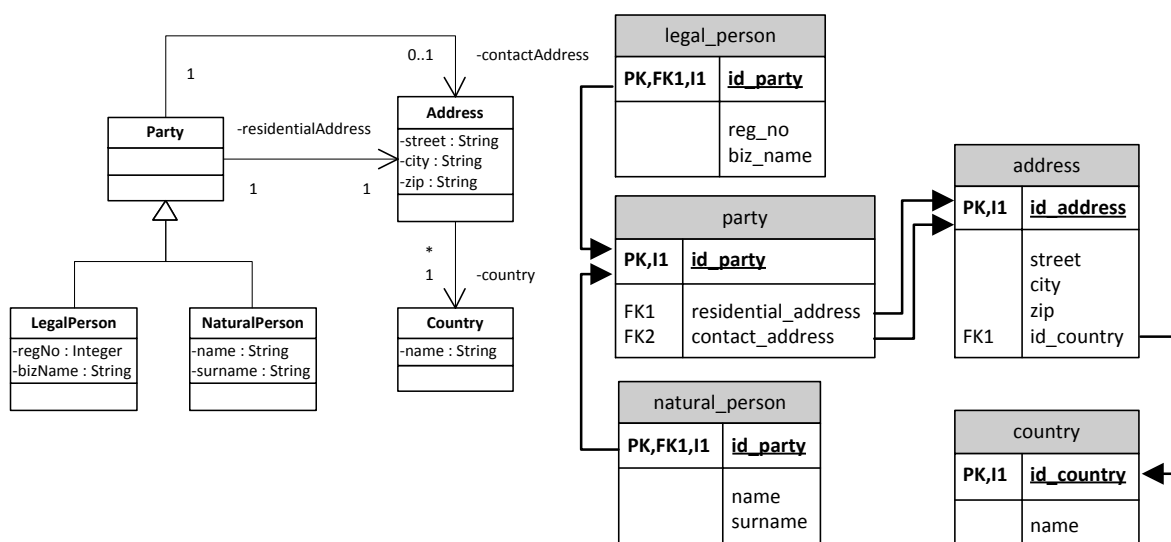 0..1
-contactAddress
1
Party
-residentialAddress
1
1
Address
-street : String
-city : String
-zip : String
*
1
-country
LegalPerson
-regNo : Integer
-bizName : String
NaturalPerson
-name : String
-surname : String
Country
-name : String
legal_person
PK,FK1,I1 id_party
reg_no
biz_name
party
PK,I1 id_party
FK1 residential_address
FK2 contact_address
natural_person
PK,FK1,I1 id_party
name
surname
address
PK,I1 id_address
street
city
zip
FK1 id_country
country
PK,I1 id_country
name